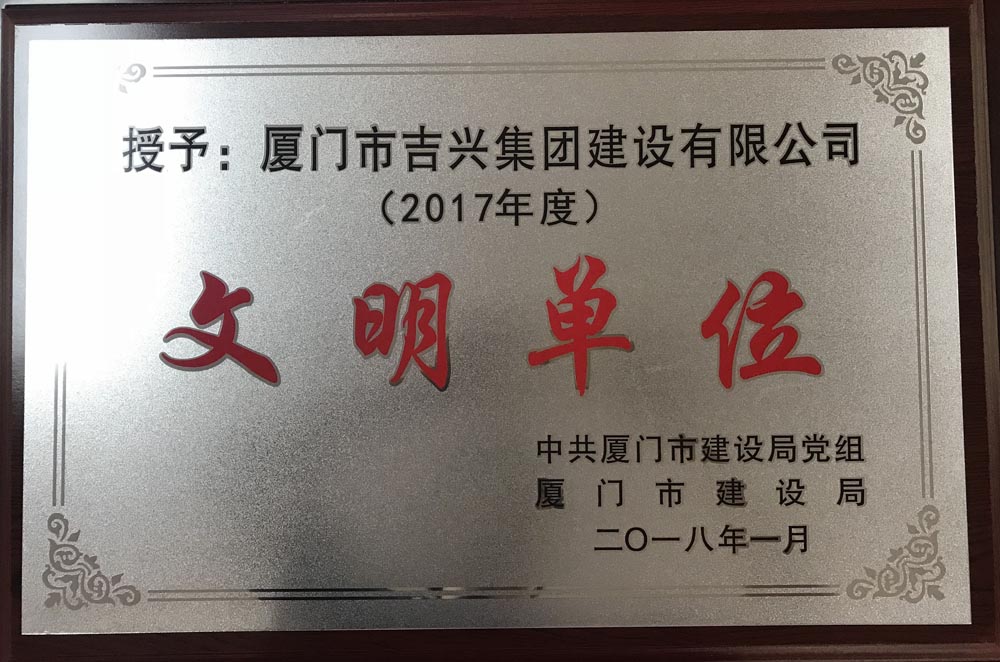 授予：厦门市吉兴集团建设有限公司
（2017年度）
文明单位
中共厦门市建设局党组
厦门市建设局
二〇一八年一月